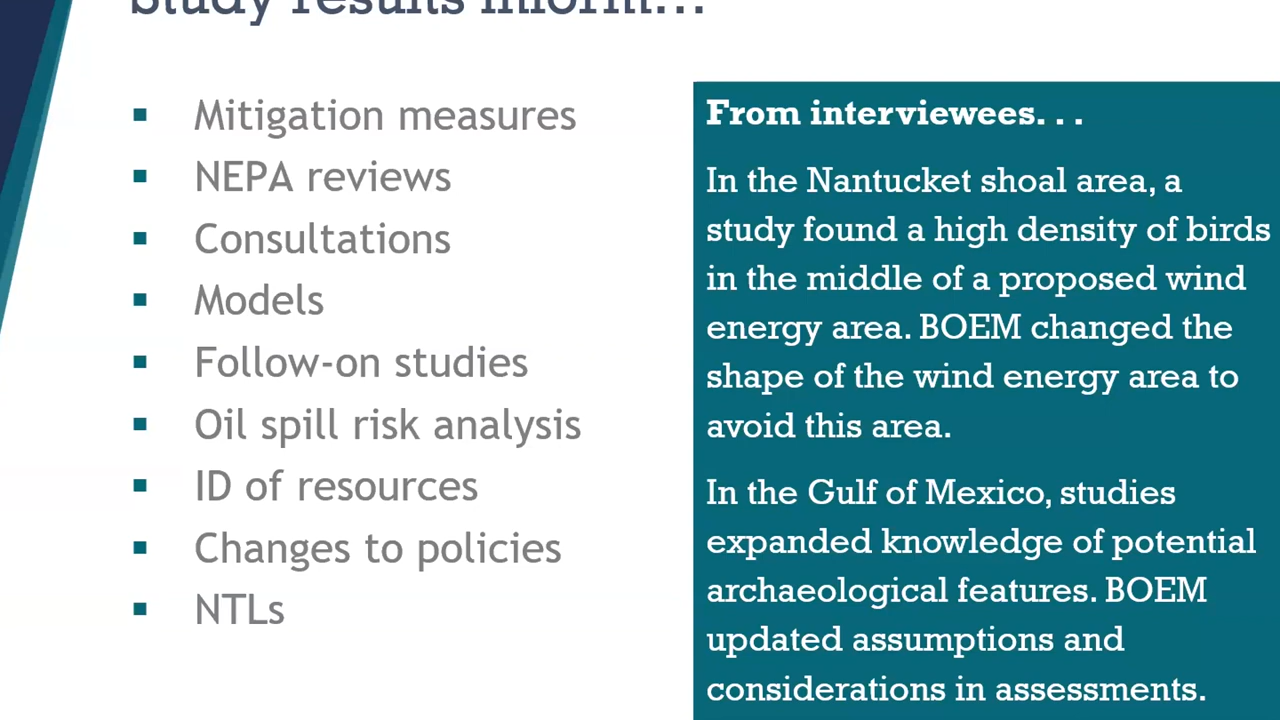 Study results inform...
Mitigation measures
NEPA reviews
Consultations
Models
Follow-on studies
Oil spill risk analysis
ID of resources
Changes to policies
NTLs
From interviewees. . .
In the Nantucket shoal area, a
study found a high density of birds
in the middle of a proposed wind
energy area. BOEM changed the
shape of the wind energy area to
avoid this area.
In the Gulf of Mexico, studies
expanded knowledge of potential
archaeological features. BOEM
updated assumptions and
considerations in assessments.